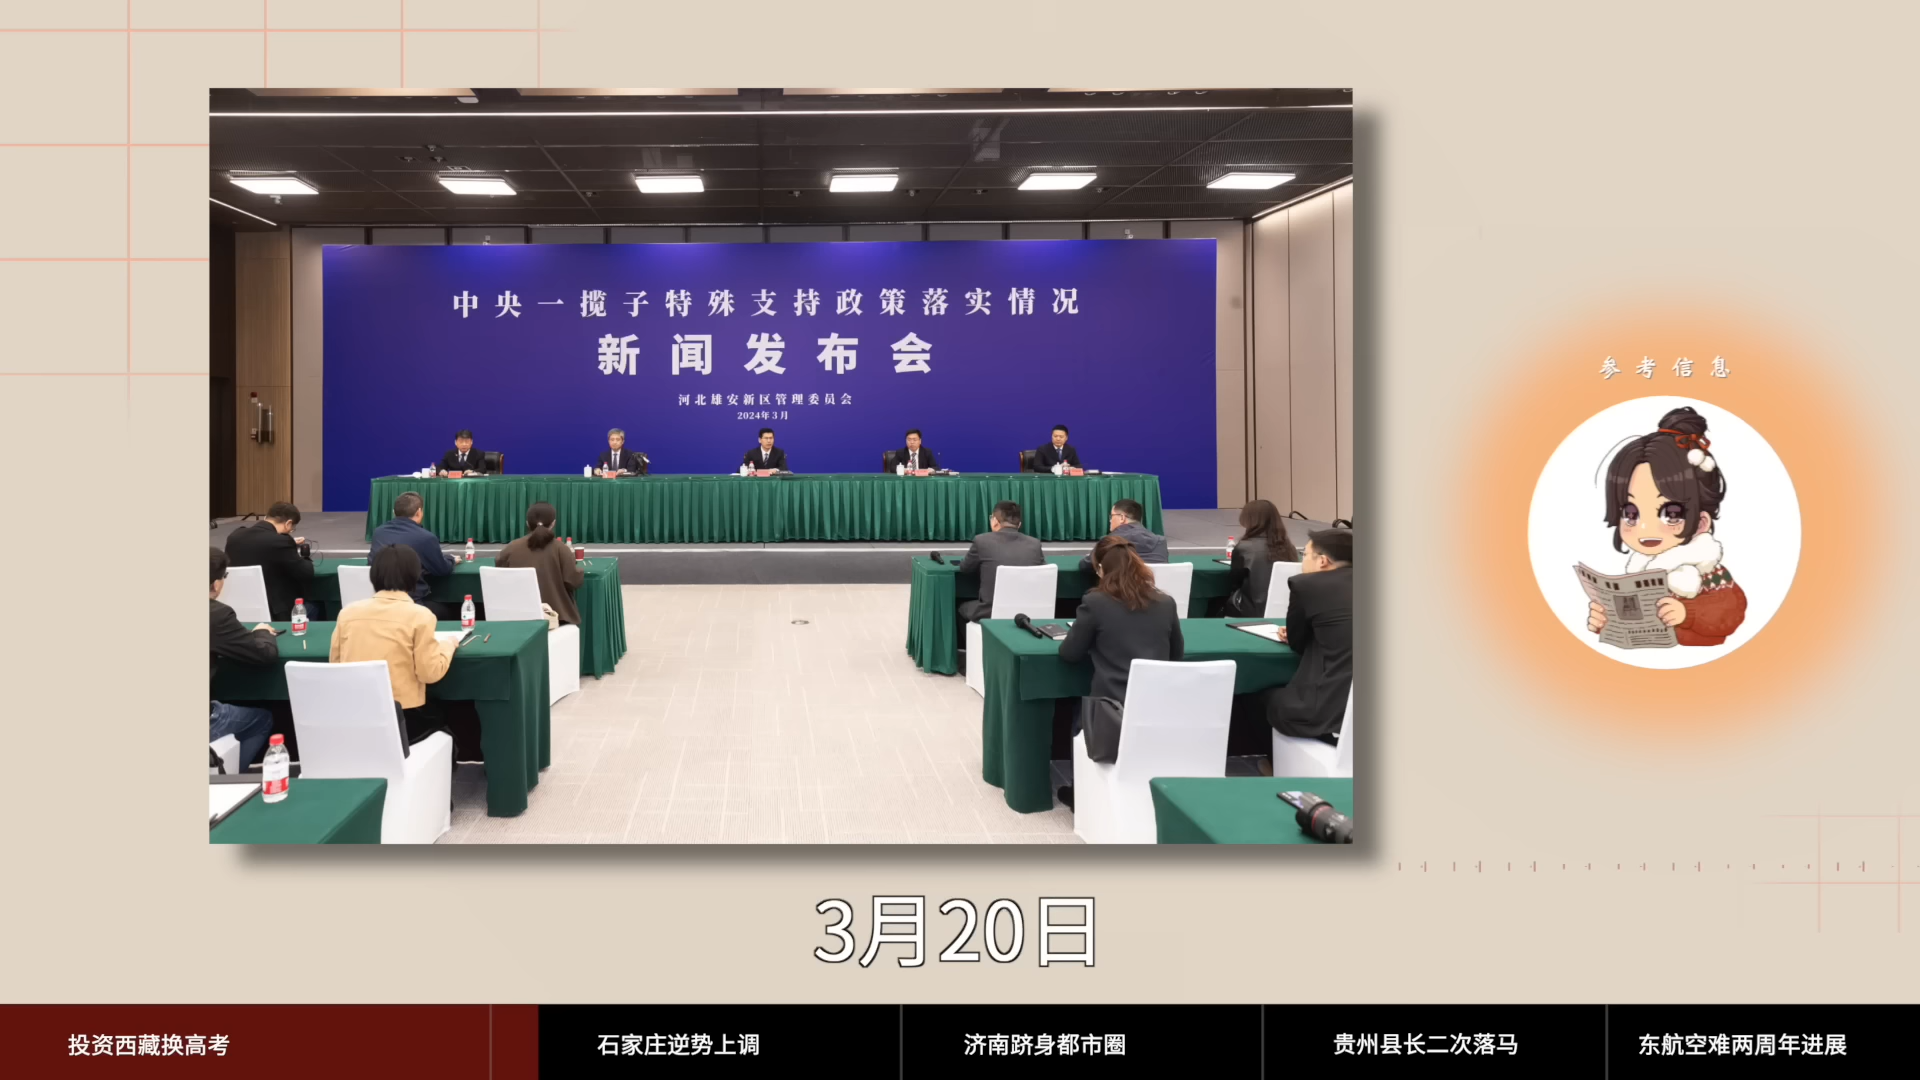 中央一揽子特殊支持政策落实情况
新闻发布会
河北雄安新区管理委员会
2024年3月
参考信息
3月20日
投资西藏换高考
石家庄逆势上调
济南跻身都市圈
贵州县长二次落马
东航空难两周年进展